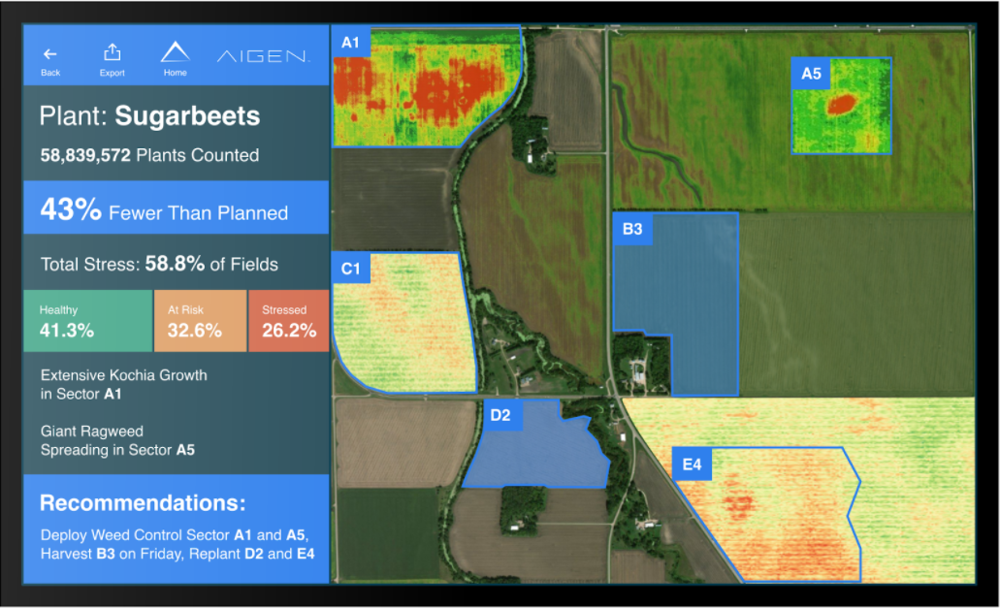 Back
Export
Home
AIGEN.
Plant: Sugarbeets
58,839,572 Plants Counted
43% Fewer Than Planned
Total Stress: 58.8% of Fields
Healthy
41.3%
At Risk
32.6%
Stressed
26.2%
Extensive Kochia Growth
in Sector A1
Giant Ragweed
Spreading in Sector A5
Recommendations:
Deploy Weed Control Sector A1 and A5,
Harvest B3 on Friday, Replant D2 and E4
A1
A5
B3
C1
D2
E4